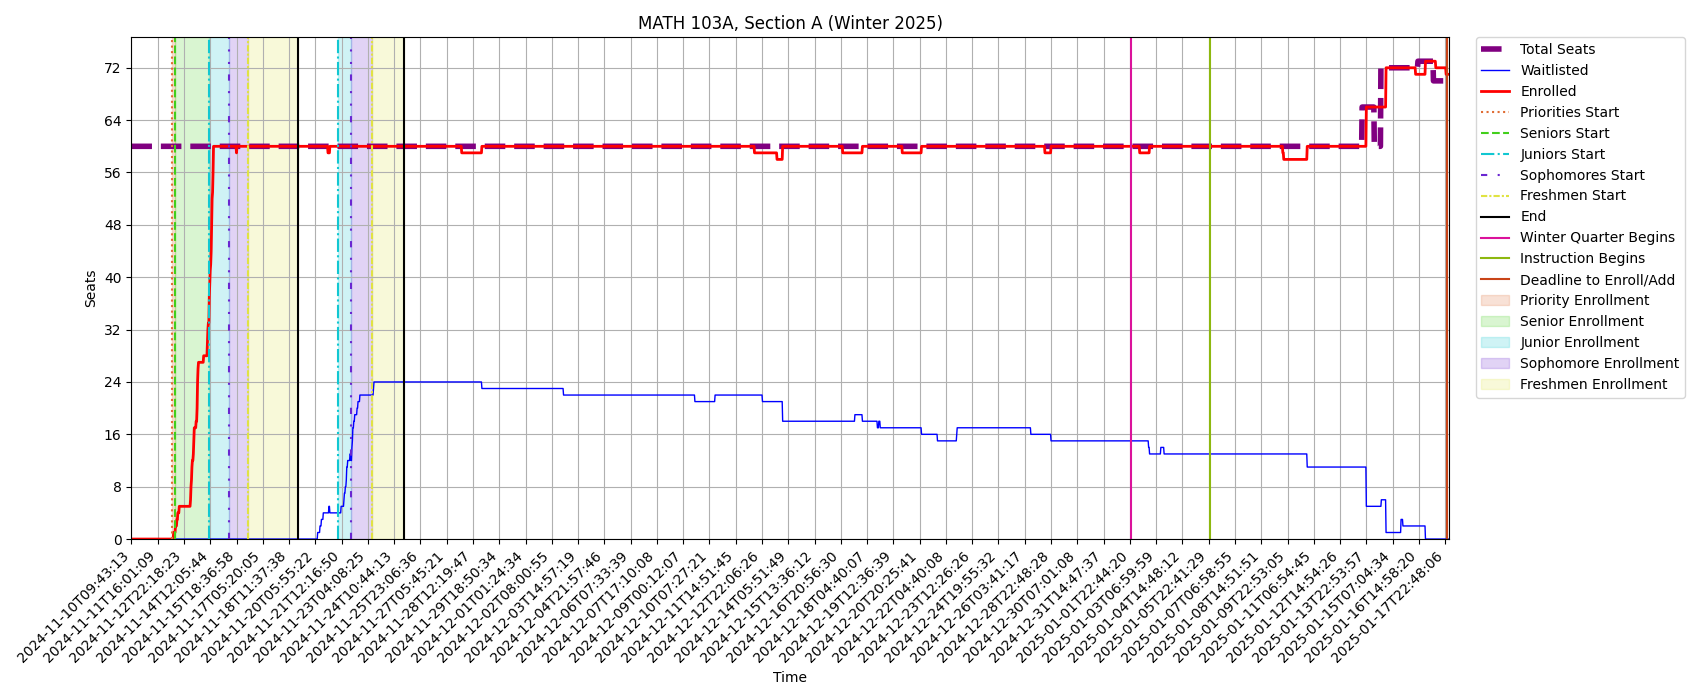 MATH 103A, Section A (Winter 2025)
Seats
72
64
56
48
40
32
24
16
8
0
2024-11-10T09:43:13
2024-11-11T16:01:09
2024-11-12T22:18:23
2024-11-14T12:05:44
2024-11-15T18:36:58
2024-11-17T05:20:05
2024-11-18T11:37:38
2024-11-20T05:55:22
2024-11-21T12:16:50
2024-11-23T04:08:25
2024-11-24T10:44:13
2024-11-25T23:06:36
2024-11-27T05:45:21
2024-11-28T12:19:47
2024-11-29T18:50:34
2024-12-01T01:24:34
2024-12-02T08:00:55
2024-12-03T14:57:19
2024-12-04T21:57:46
2024-12-06T07:33:39
2024-12-07T17:10:08
2024-12-09T00:12:07
2024-12-10T07:27:21
2024-12-11T14:51:45
2024-12-12T22:06:26
2024-12-14T05:51:49
2024-12-15T13:36:12
2024-12-16T20:56:30
2024-12-18T04:40:07
2024-12-19T12:36:39
2024-12-20T20:25:41
2024-12-22T04:40:08
2024-12-23T12:26:26
2024-12-24T19:55:32
2024-12-26T03:41:17
2024-12-28T22:48:28
2024-12-30T07:01:08
2024-12-31T14:47:37
2025-01-01T22:44:20
2025-01-03T06:59:59
2025-01-04T14:48:12
2025-01-05T22:41:29
2025-01-07T06:58:55
2025-01-08T14:51:51
2025-01-09T22:53:05
2025-01-11T06:54:45
2025-01-12T14:54:26
2025-01-13T22:53:57
2025-01-15T07:04:34
2025-01-16T14:58:20
2025-01-17T22:48:06
Time
Total Seats
Waitlisted
Enrolled
Priorities Start
Seniors Start
Juniors Start
Sophomores Start
Freshmen Start
End
Winter Quarter Begins
Instruction Begins
Deadline to Enroll/Add
Priority Enrollment
Senior Enrollment
Junior Enrollment
Sophomore Enrollment
Freshmen Enrollment